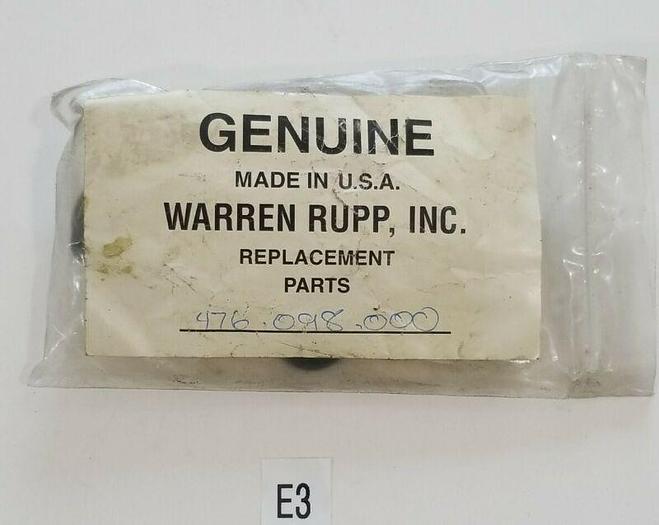 GENUINE
MADE IN U.S.A.
WARREN RUPP, INC.
REPLACEMENT
PARTS
476.098.000
E3